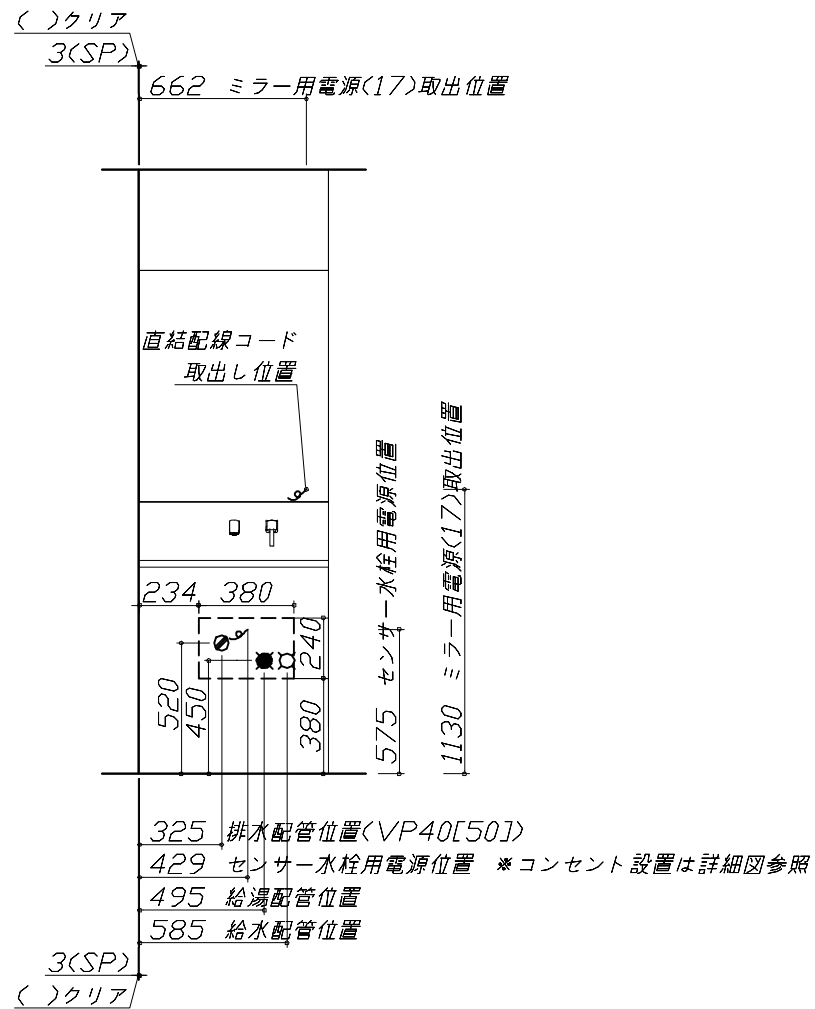 ( )クリア
3(SP)
662 ミラー用電源(17)取出位置
直結配線コード
取出し位置
575 センサー水栓用電源位置
1130 ミラー用電源(17)取出位置
234 380
240
380
520
450
325 排水配管位置(VP40[50])
429 センサー水栓用電源位置 ※コンセント設置は詳細図参照
495 給湯配管位置
585 給水配管位置
3(SP)
( )クリア